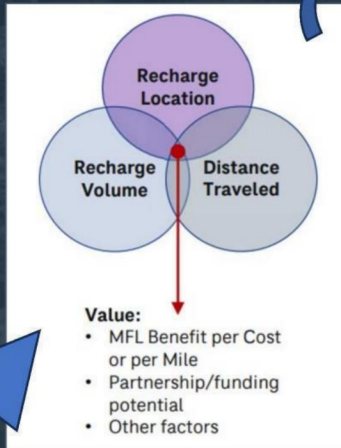 Recharge
Location
Recharge
Volume
Distance
Traveled
Value:
• MFL Benefit per Cost
or per Mile
• Partnership/funding
potential
• Other factors